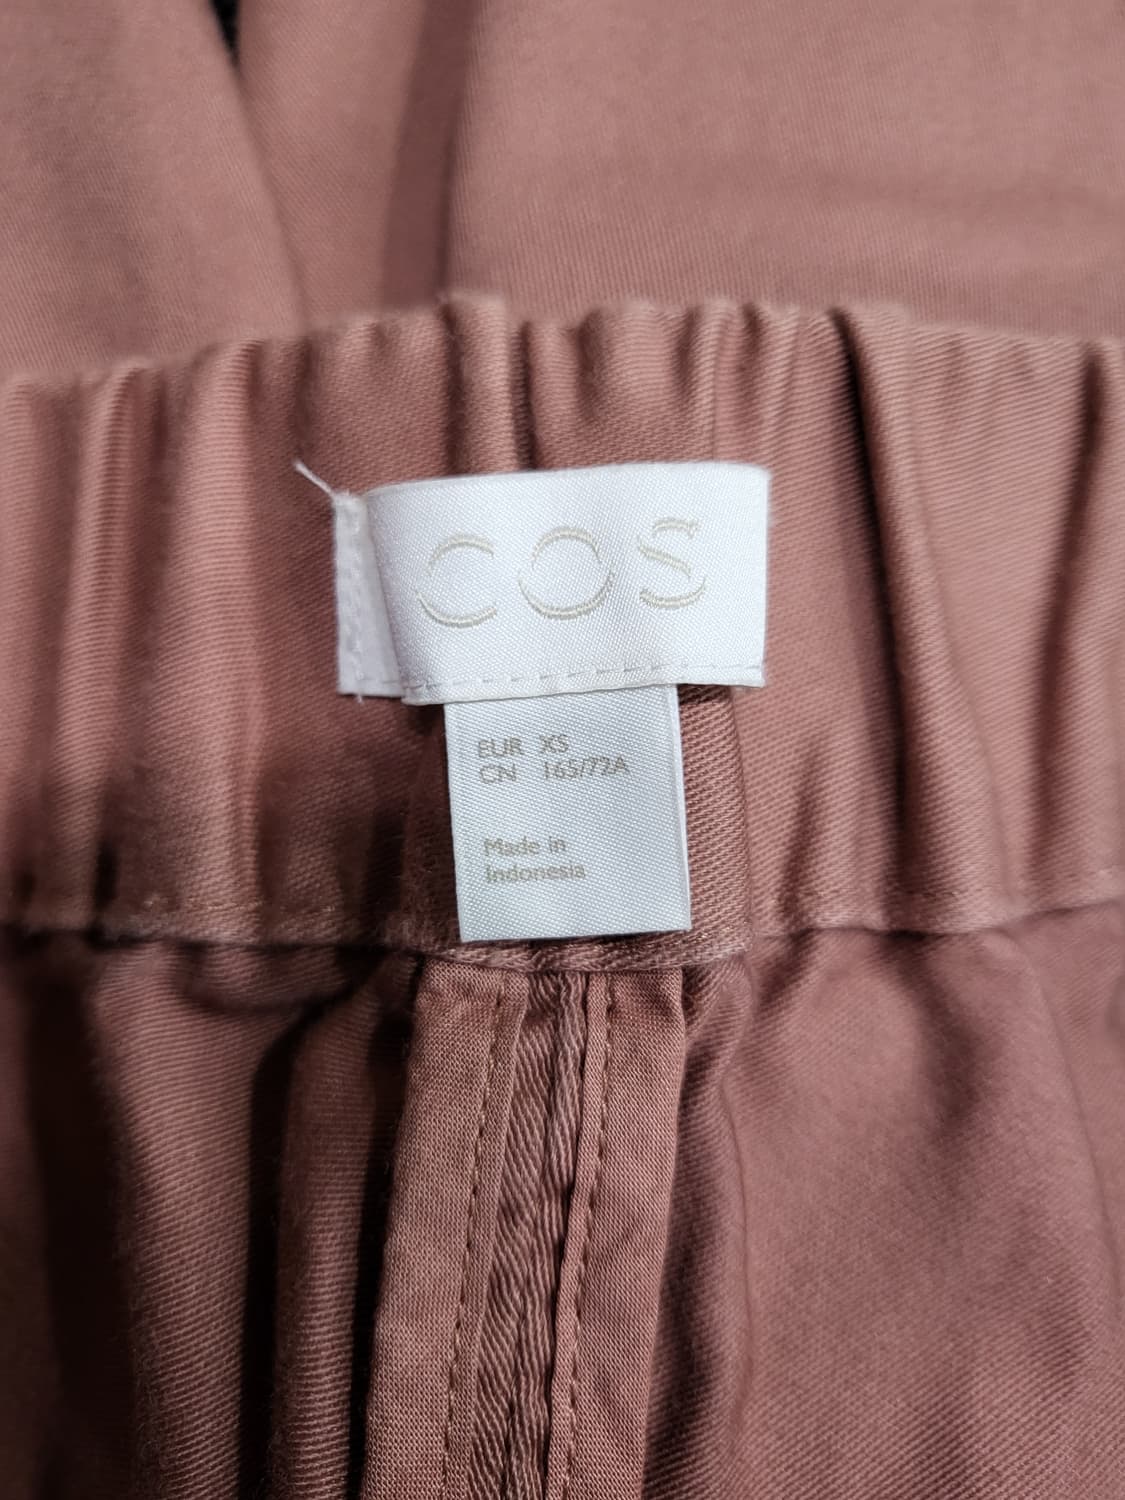 COS
EUR XS
CN 165/72A
Made in
Indonesia